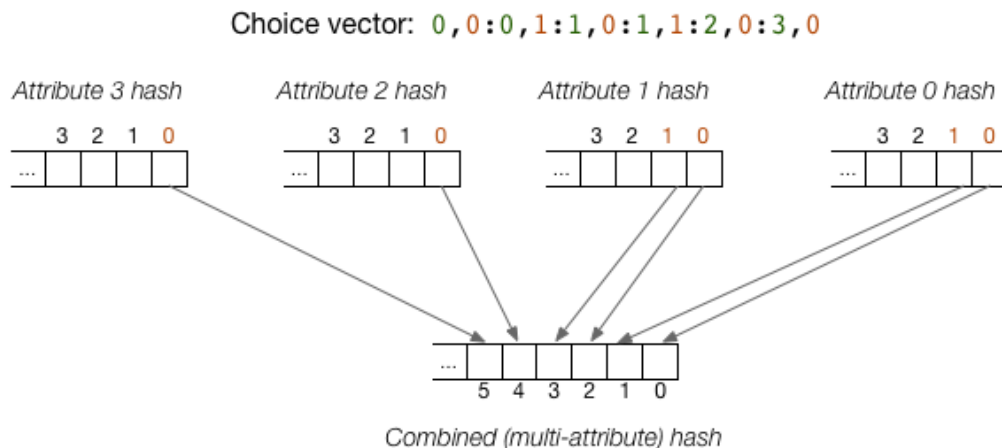 Choice vector: 0,0:0,1:1,0:1,1:2,0:3,0
Attribute 3 hash Attribute 2 hash Attribute 1 hash Attribute 0 hash
3 2 1 0 3 2 1 0 3 2 1 0 3 2 1 0
... ... ... ...
...
5 4 3 2 1 0
Combined (multi-attribute) hash